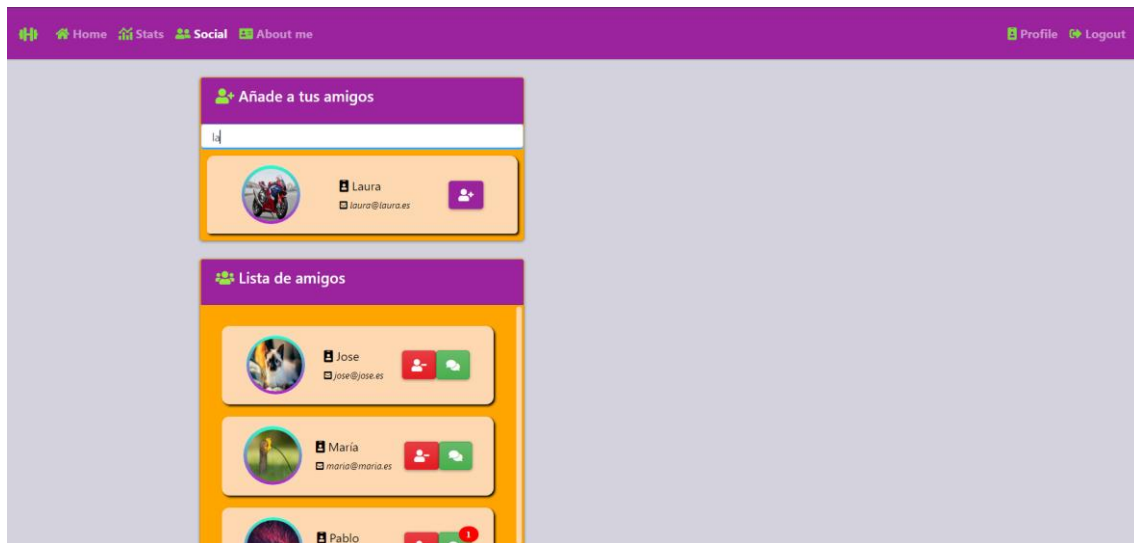 Home Stats Social About me Profile Logout
Añade a tus amigos
la
Laura
laura@laura.es
Lista de amigos
Jose
jose@jose.es
María
maria@maria.es
1
Pablo